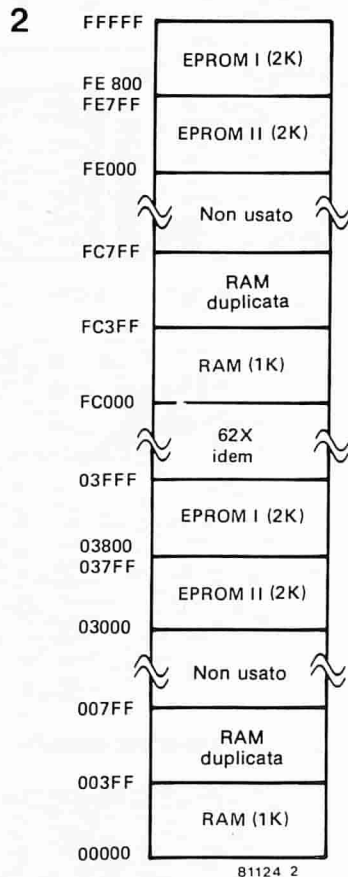 2
FFFFF
EPROM I (2K)
FE 800
FE7FF
EPROM II (2K)
FE000
Non usato
FC7FF
RAM
duplicata
FC3FF
RAM (1K)
FC000
62X
idem
03FFF
EPROM I (2K)
03800
037FF
EPROM II (2K)
03000
Non usato
007FF
RAM
duplicata
003FF
RAM (1K)
00000
81124 2